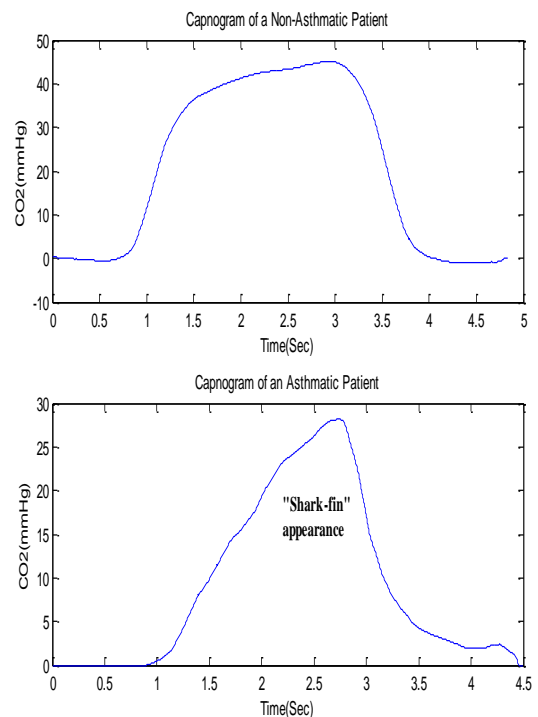 Capnogram of a Non-Asthmatic Patient
50
40
30
20
10
0
-10
CO2(mmHg)
0 0.5 1 1.5 2 2.5 3 3.5 4 4.5 5
Time(Sec)
Capnogram of an Asthmatic Patient
30
25
20
15
10
5
0
CO2(mmHg)
"Shark-fin"
appearance
0 0.5 1 1.5 2 2.5 3 3.5 4 4.5
Time(Sec)